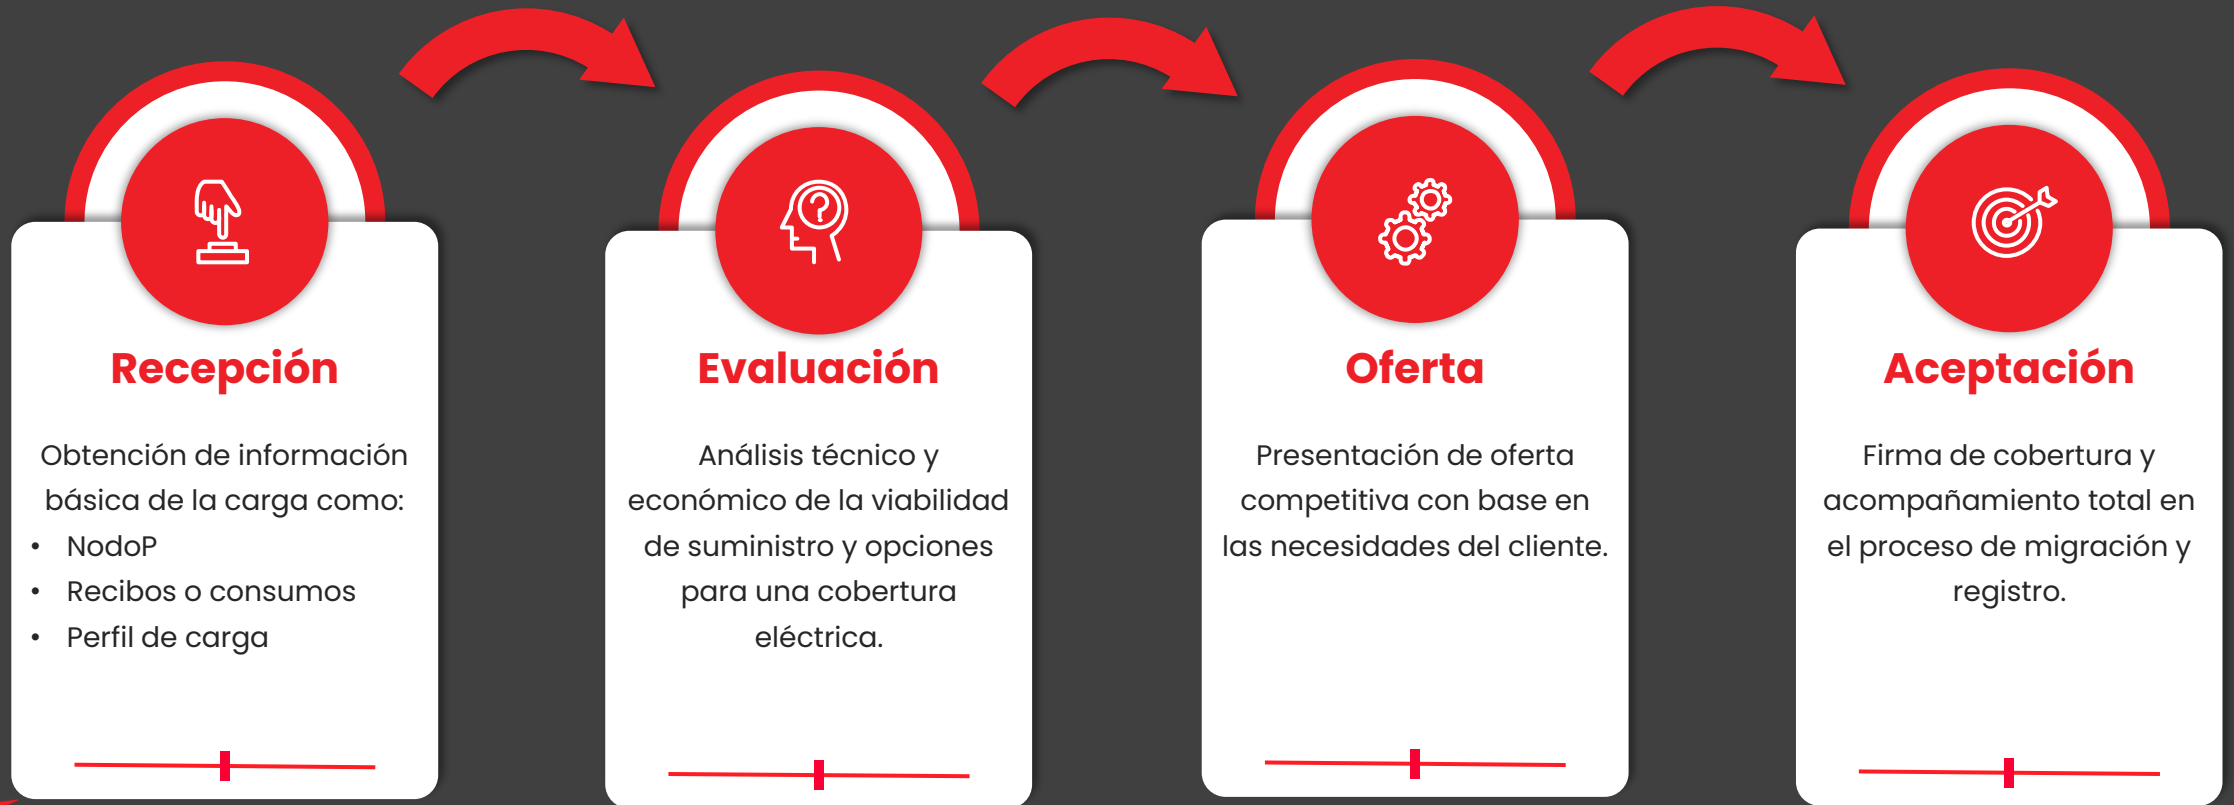 Recepción
Obtención de información
básica de la carga como:
• NodoP
• Recibos o consumos
• Perfil de carga
Evaluación
Análisis técnico y
económico de la viabilidad
de suministro y opciones
para una cobertura
eléctrica.
Oferta
Presentación de oferta
competitiva con base en
las necesidades del cliente.
Aceptación
Firma de cobertura y
acompañamiento total en
el proceso de migración y
registro.